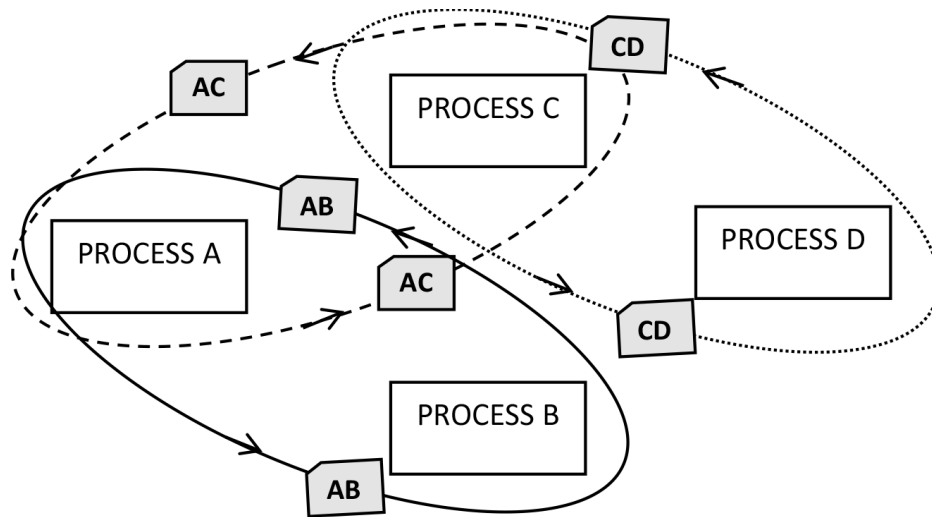 CD
AC
PROCESS C
AB
PROCESS A
PROCESS D
AC
CD
PROCESS B
AB